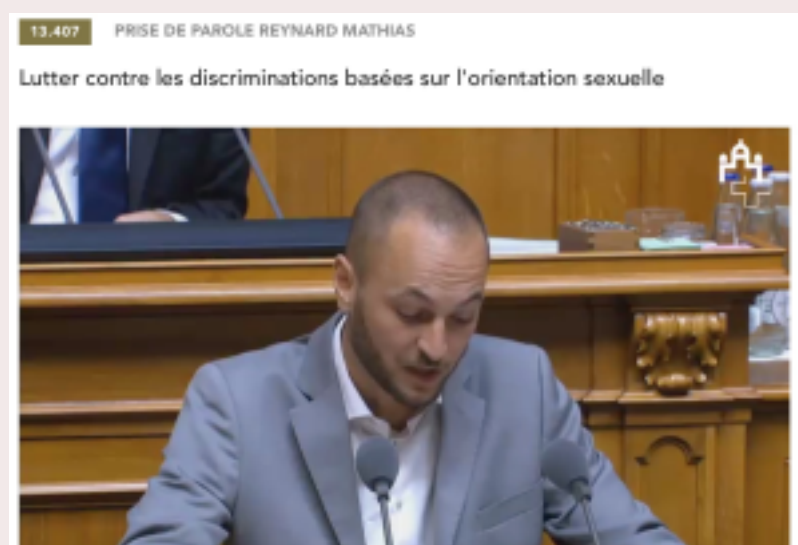 13.407 PRISE DE PAROLE REYNARD MATHIAS
Lutter contre les discriminations basées sur l'orientation sexuelle